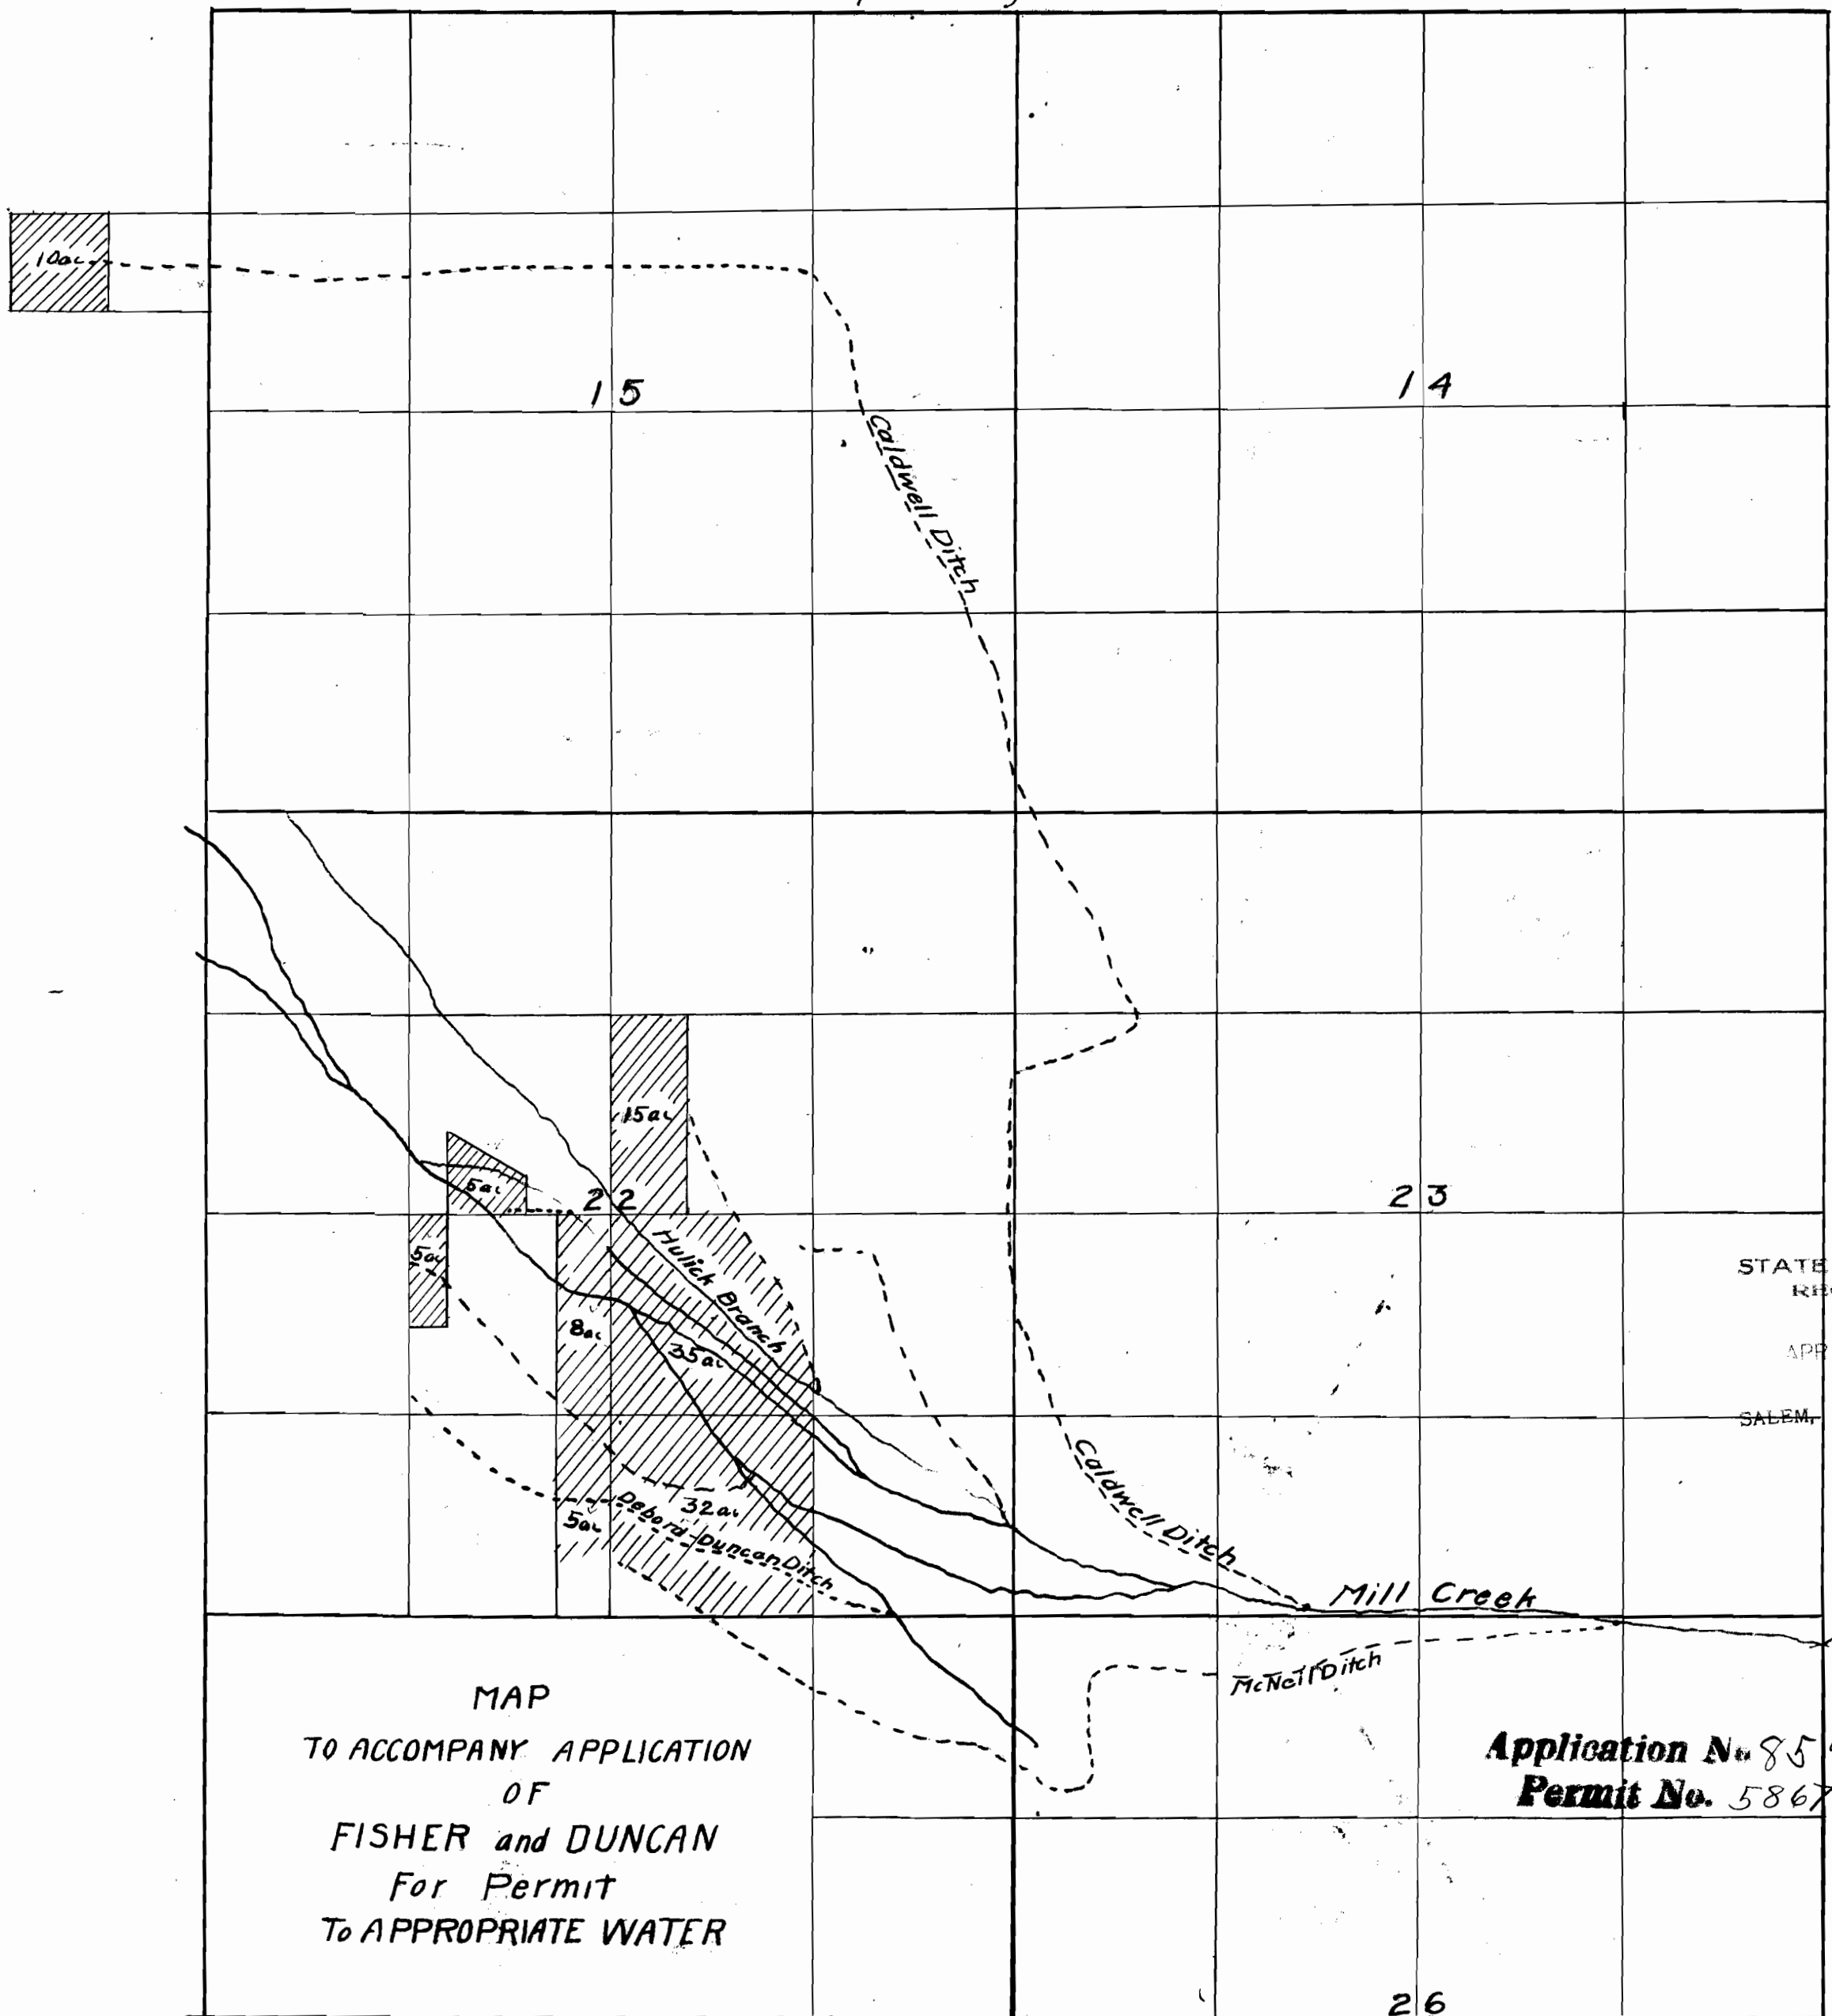 10ac
15
14
Caldwell Ditch
15ac
5ac
22
23
5ac
Hulick Branch
STATE
8ac
35ac
SALEM,
Caldwell Ditch
32ac
Debord-Duncan Ditch
5ac
Mill Creek
McNeil Ditch
MAP
TO ACCOMPANY APPLICATION
OF
FISHER and DUNCAN
For Permit
To APPROPRIATE WATER
Application No. 85
Permit No. 5867
26